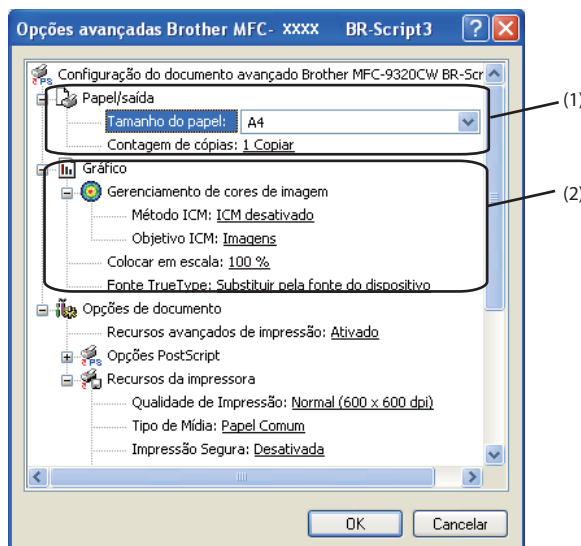 Opções avançadas Brother MFC- xxxx BR-Script3
Configuração do documento avançado Brother MFC-9320CW BR-Scr
Papel/saída
Tamanho do papel: A4
Contagem de cópias: 1 Copiar
(1)
Gráfico
Gerenciamento de cores de imagem
Método ICM: ICM desativado
Objetivo ICM: Imagens
Colocar em escala: 100 %
Fonte TrueType: Substituir pela fonte do dispositivo
(2)
Opções de documento
Recursos avançados de impressão: Ativado
Opções PostScript
Recursos da impressora
Qualidade de Impressão: Normal (600 x 600 dpi)
Tipo de Mídia: Papel Comum
Impressão Segura: Desativada
OK Cancelar